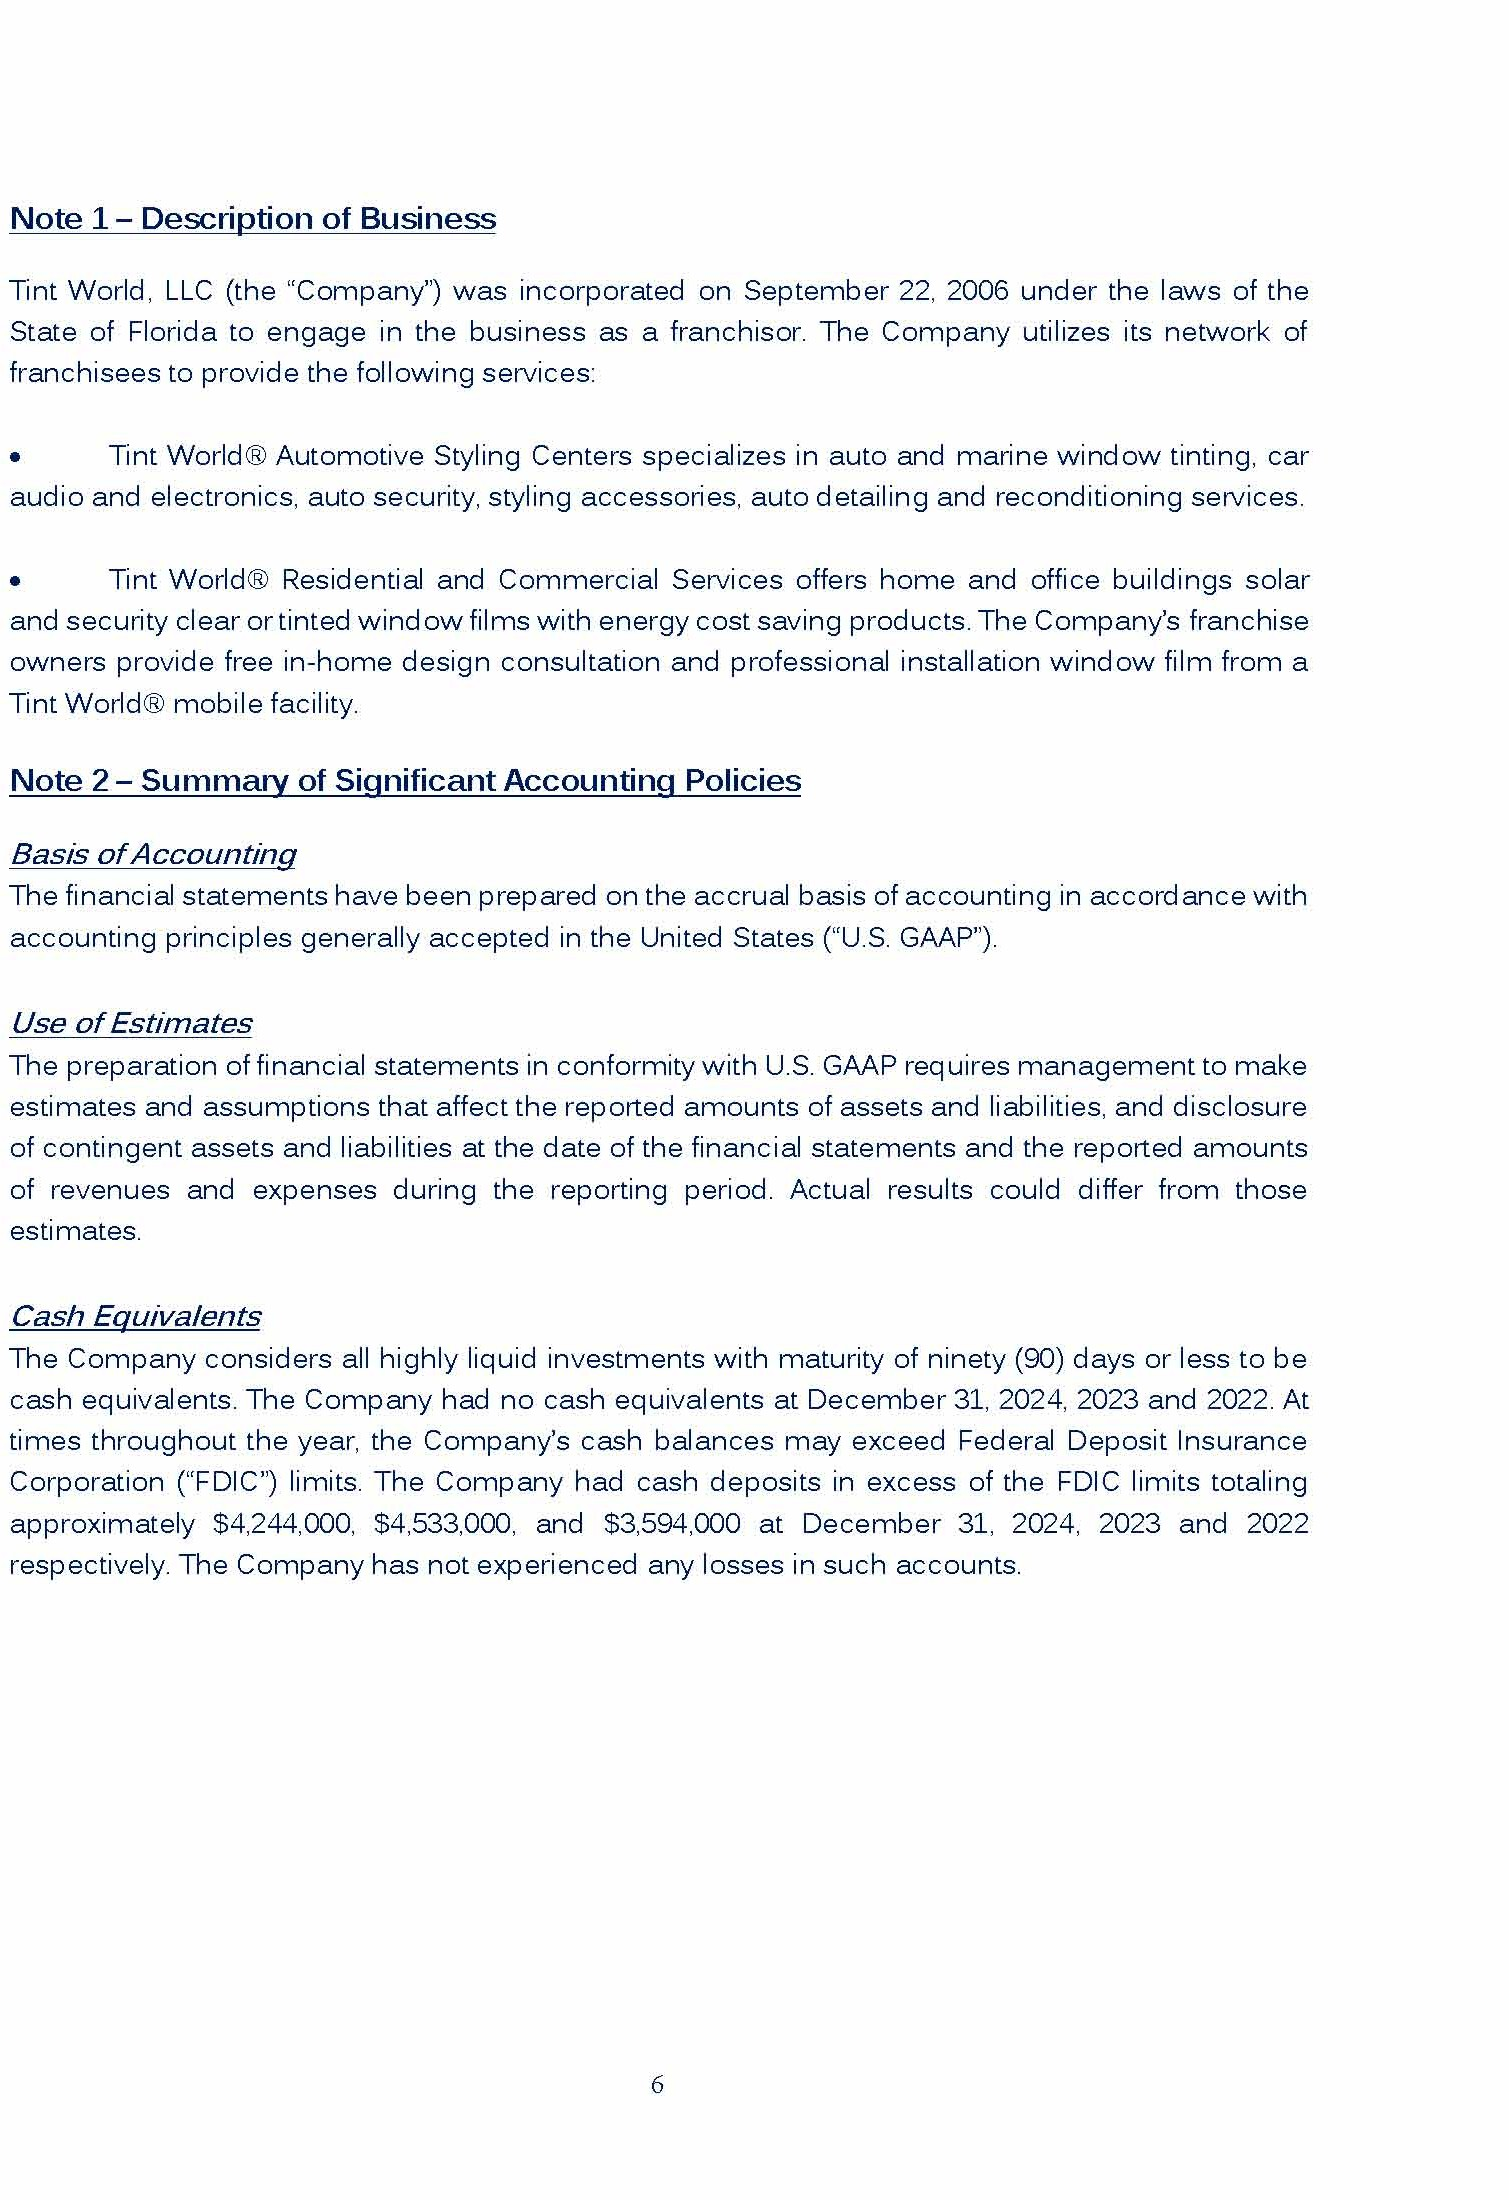 Note 1 – Description of Business
Tint World, LLC (the “Company”) was incorporated on September 22, 2006 under the laws of the
State of Florida to engage in the business as a franchisor. The Company utilizes its network of
franchisees to provide the following services:
• Tint World® Automotive Styling Centers specializes in auto and marine window tinting, car
audio and electronics, auto security, styling accessories, auto detailing and reconditioning services.
• Tint World® Residential and Commercial Services offers home and office buildings solar
and security clear or tinted window films with energy cost saving products. The Company’s franchise
owners provide free in-home design consultation and professional installation window film from a
Tint World® mobile facility.
Note 2 – Summary of Significant Accounting Policies
Basis of Accounting
The financial statements have been prepared on the accrual basis of accounting in accordance with
accounting principles generally accepted in the United States (“U.S. GAAP”).
Use of Estimates
The preparation of financial statements in conformity with U.S. GAAP requires management to make
estimates and assumptions that affect the reported amounts of assets and liabilities, and disclosure
of contingent assets and liabilities at the date of the financial statements and the reported amounts
of revenues and expenses during the reporting period. Actual results could differ from those
estimates.
Cash Equivalents
The Company considers all highly liquid investments with maturity of ninety (90) days or less to be
cash equivalents. The Company had no cash equivalents at December 31, 2024, 2023 and 2022. At
times throughout the year, the Company’s cash balances may exceed Federal Deposit Insurance
Corporation (“FDIC”) limits. The Company had cash deposits in excess of the FDIC limits totaling
approximately $4,244,000, $4,533,000, and $3,594,000 at December 31, 2024, 2023 and 2022
respectively. The Company has not experienced any losses in such accounts.
6